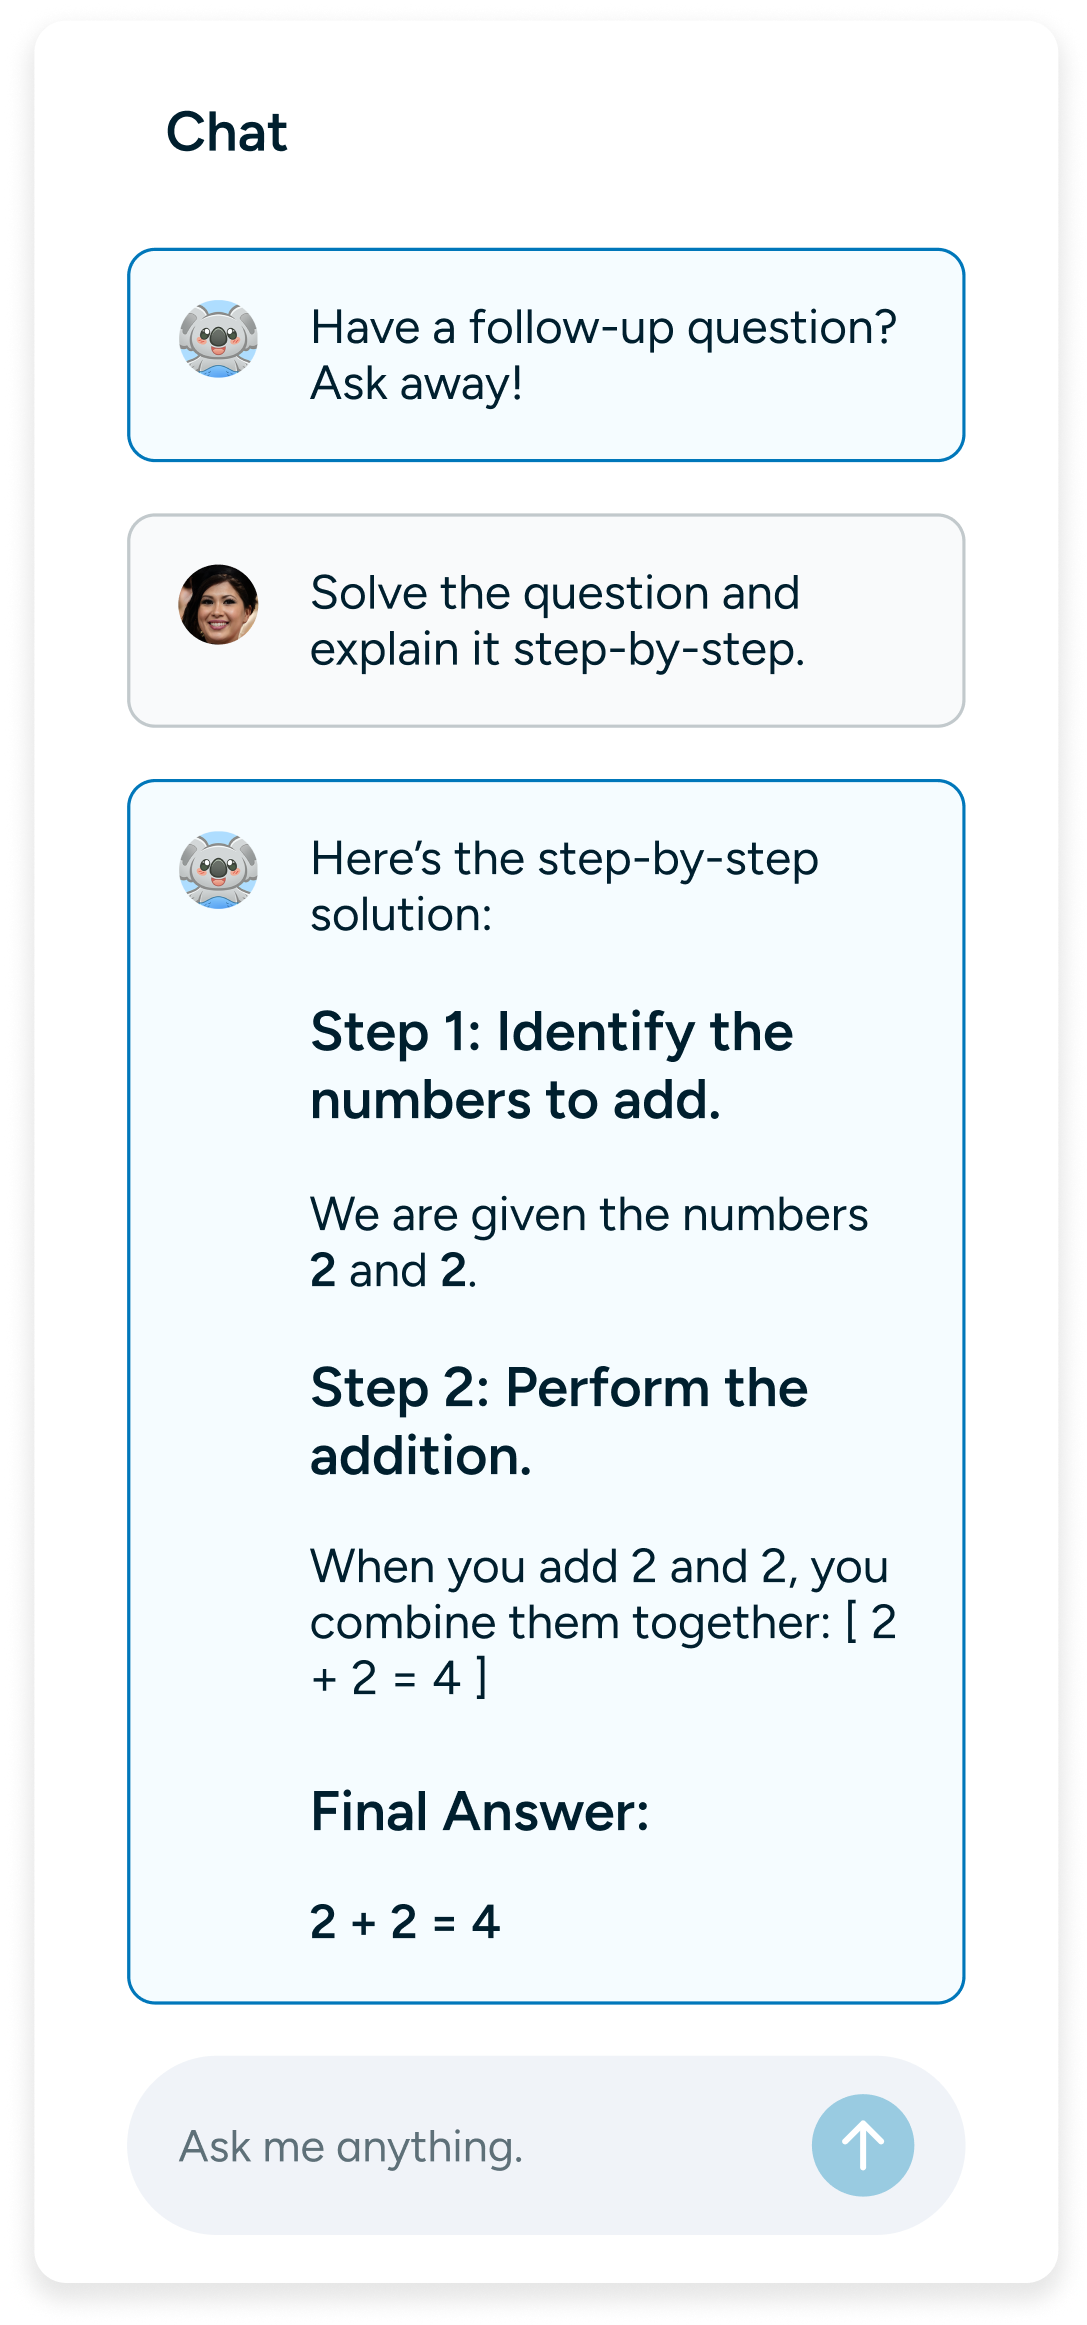 Chat
Have a follow-up question?
Ask away!
Solve the question and
explain it step-by-step.
Here’s the step-by-step
solution:
Step 1: Identify the
numbers to add.
We are given the numbers
2 and 2.
Step 2: Perform the
addition.
When you add 2 and 2, you
combine them together: [ 2
+ 2 = 4 ]
Final Answer:
2 + 2 = 4
Ask me anything.